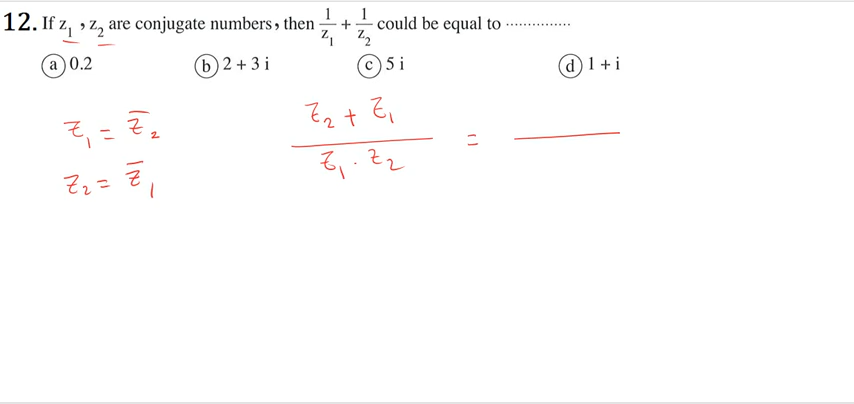 12. If z₁ , z₂ are conjugate numbers, then 1/z₁ + 1/z₂ could be equal to ...............
ⓐ 0.2 ⓑ 2 + 3 i ⓒ 5 i ⓓ 1 + i
z₁ = z̅₂
z₂ = z̅₁
(z₂ + z₁)/(z₁ . z₂) = ———